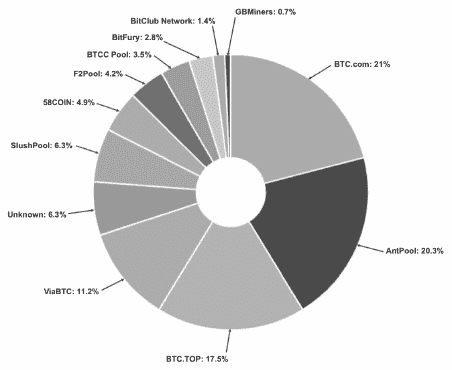 GBMiners: 0.7%
BitClub Network: 1.4%
BitFury: 2.8%
BTCC Pool: 3.5%
F2Pool: 4.2%
58COIN: 4.9%
SlushPool: 6.3%
Unknown: 6.3%
ViaBTC: 11.2%
BTC.TOP: 17.5%
AntPool: 20.3%
BTC.com: 21%